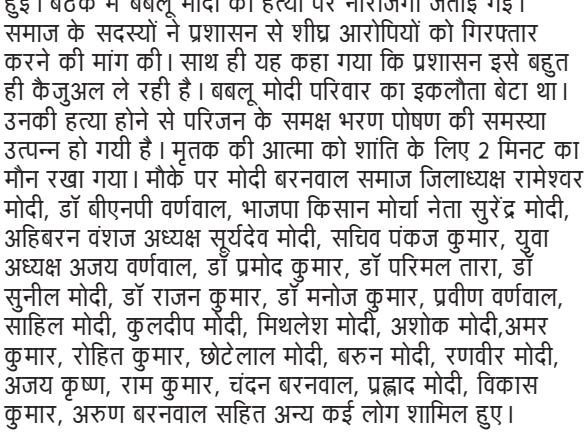 हुई। बैठक में बबलू मोदी की हत्या पर नाराजगी जताई गई।
समाज के सदस्यों ने प्रशासन से शीघ्र आरोपियों को गिरफ्तार
करने की मांग की। साथ ही यह कहा गया कि प्रशासन इसे बहुत
ही कैजुअल ले रही है। बबलू मोदी परिवार का इकलौता बेटा था।
उनकी हत्या होने से परिजन के समक्ष भरण पोषण की समस्या
उत्पन्न हो गयी है। मृतक की आत्मा को शांति के लिए 2 मिनट का
मौन रखा गया। मौके पर मोदी बरनवाल समाज जिलाध्यक्ष रामेश्वर
मोदी, डॉ बीएनपी वर्णवाल, भाजपा किसान मोर्चा नेता सुरेंद्र मोदी,
अहिबरन वंशज अध्यक्ष सूर्यदेव मोदी, सचिव पंकज कुमार, युवा
अध्यक्ष अजय वर्णवाल, डॉ प्रमोद कुमार, डॉ परिमल तारा, डॉ
सुनील मोदी, डॉ राजन कुमार, डॉ मनोज कुमार, प्रवीण वर्णवाल,
साहिल मोदी, कुलदीप मोदी, मिथलेश मोदी, अशोक मोदी,अमर
कुमार, रोहित कुमार, छोटेलाल मोदी, बरुन मोदी, रणवीर मोदी,
अजय कृष्ण, राम कुमार, चंदन बरनवाल, प्रह्लाद मोदी, विकास
कुमार, अरुण बरनवाल सहित अन्य कई लोग शामिल हुए।